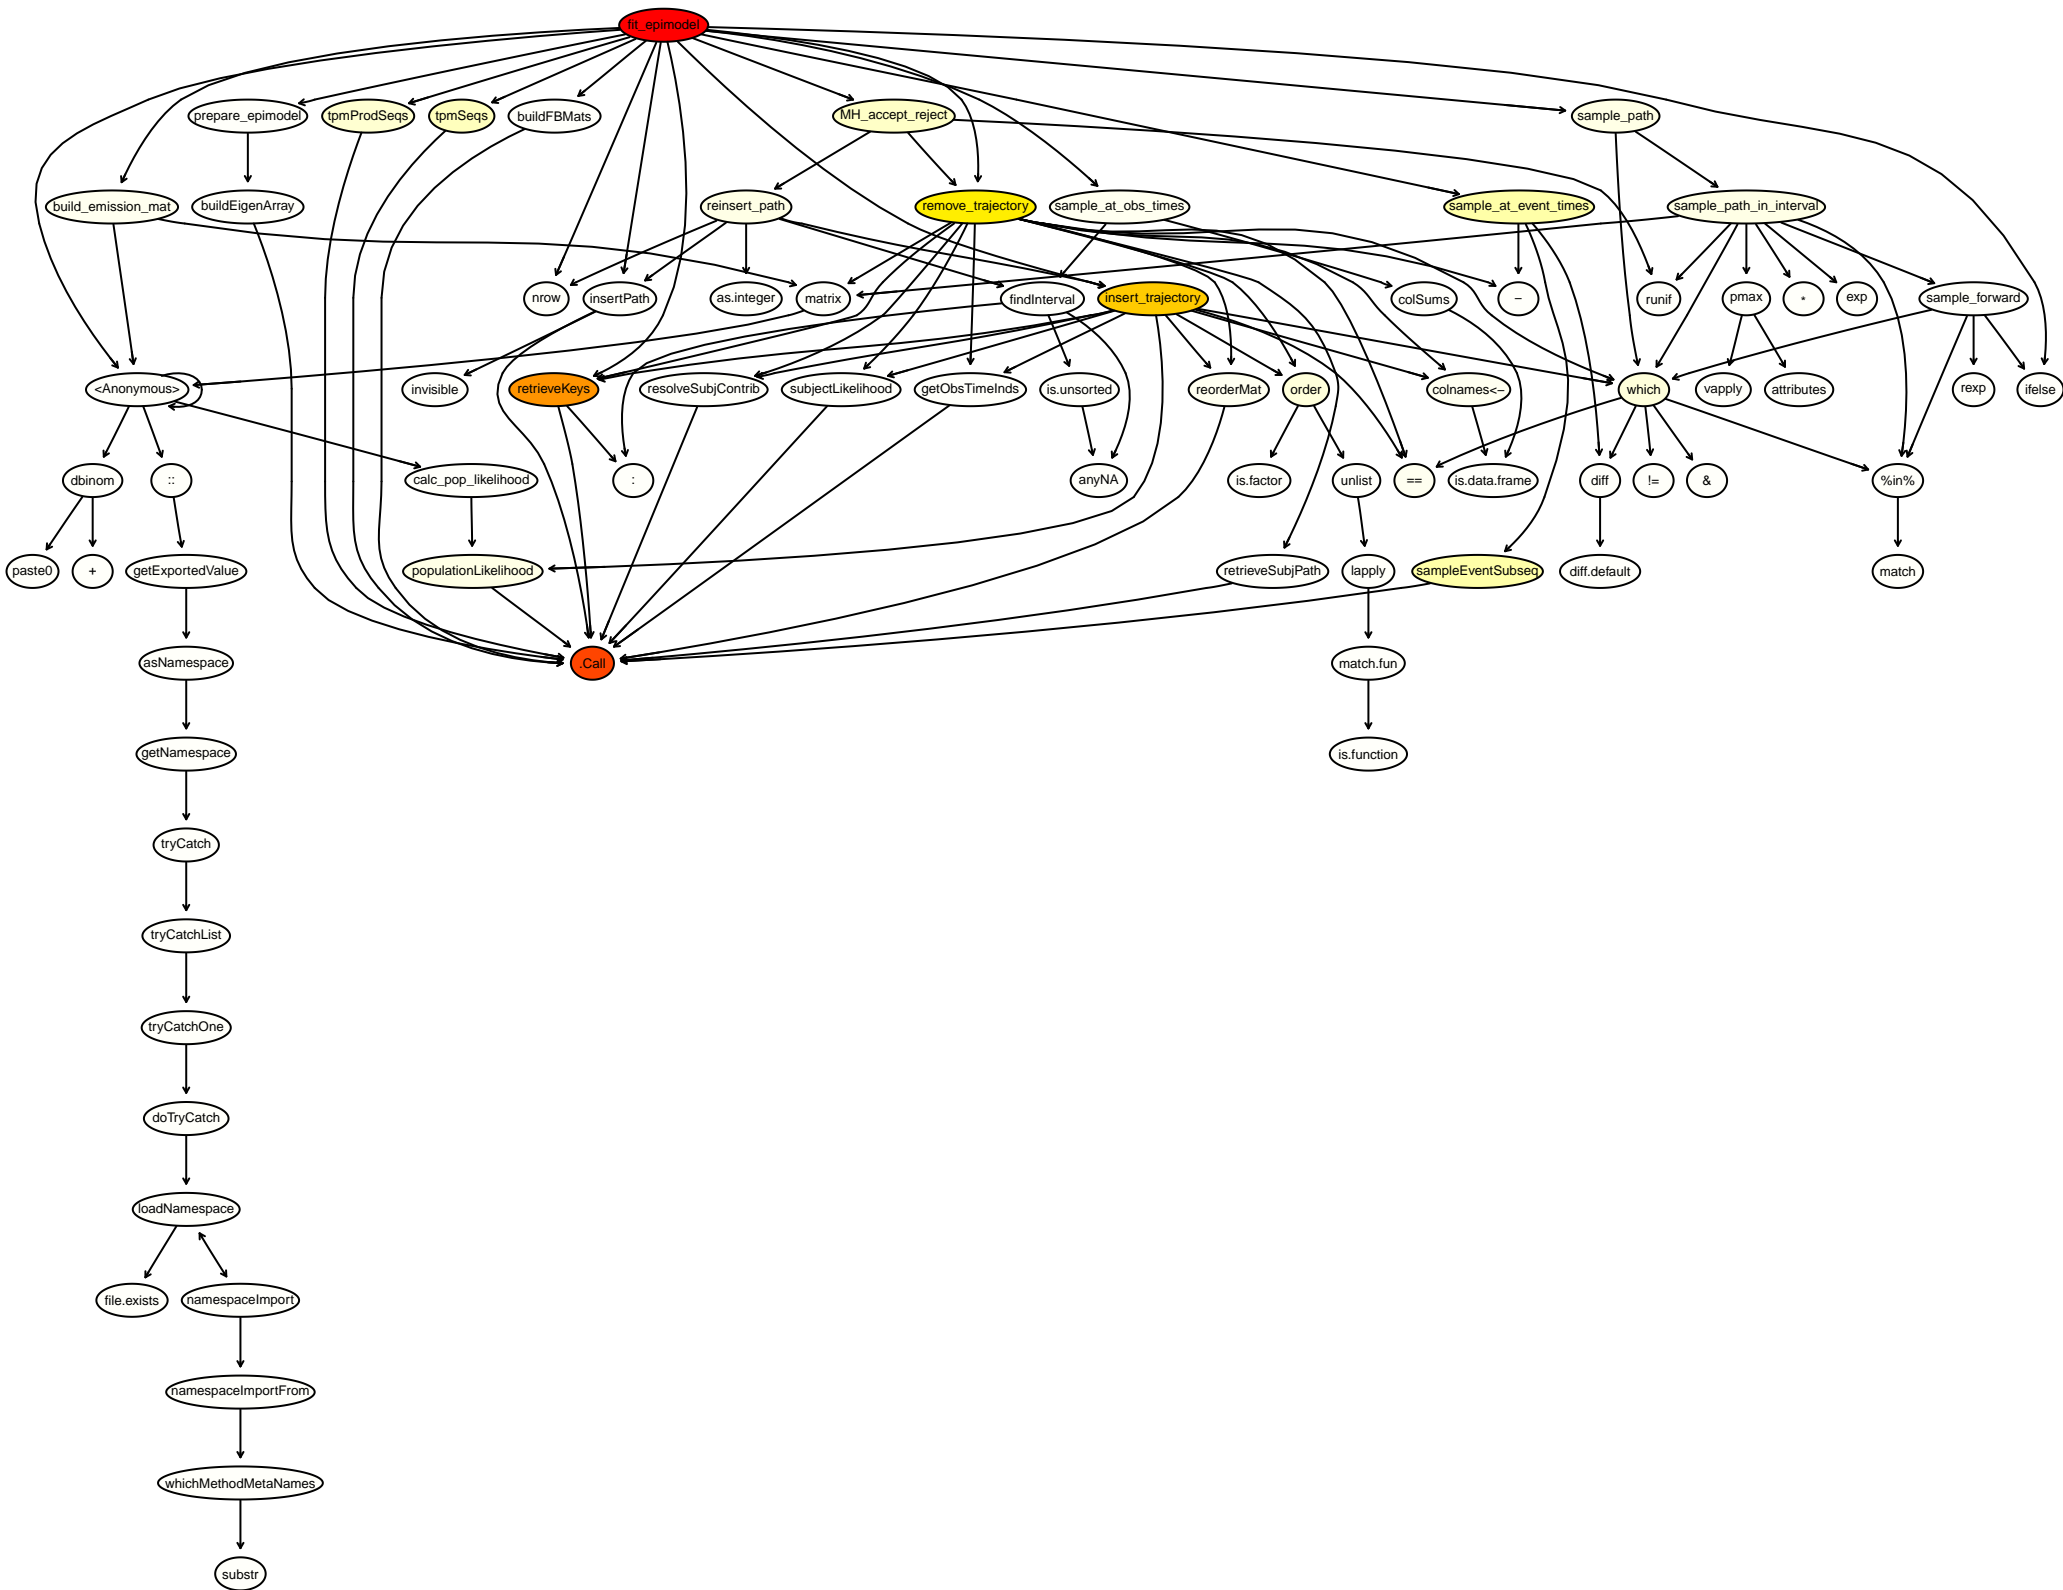 fit_epimodel
prepare_epimodel
tpmProdSeqs
tpmSeqs
buildFBMats
MH_accept_reject
sample_path
build_emission_mat
buildEigenArray
reinsert_path
remove_trajectory
sample_at_obs_times
sample_at_event_times
sample_path_in_interval
nrow
insertPath
as.integer
matrix
findInterval
insert_trajectory
colSums
−
runif
pmax
*
exp
sample_forward
<Anonymous>
invisible
retrieveKeys
resolveSubjContrib
subjectLikelihood
getObsTimeInds
is.unsorted
reorderMat
order
colnames<−
which
vapply
attributes
rexp
ifelse
dbinom
::
calc_pop_likelihood
:
anyNA
is.factor
unlist
==
is.data.frame
diff
!=
&
%in%
paste0
+
getExportedValue
populationLikelihood
retrieveSubjPath
lapply
sampleEventSubseq
diff.default
match
asNamespace
.Call
match.fun
getNamespace
is.function
tryCatch
tryCatchList
tryCatchOne
doTryCatch
loadNamespace
file.exists
namespaceImport
namespaceImportFrom
whichMethodMetaNames
substr